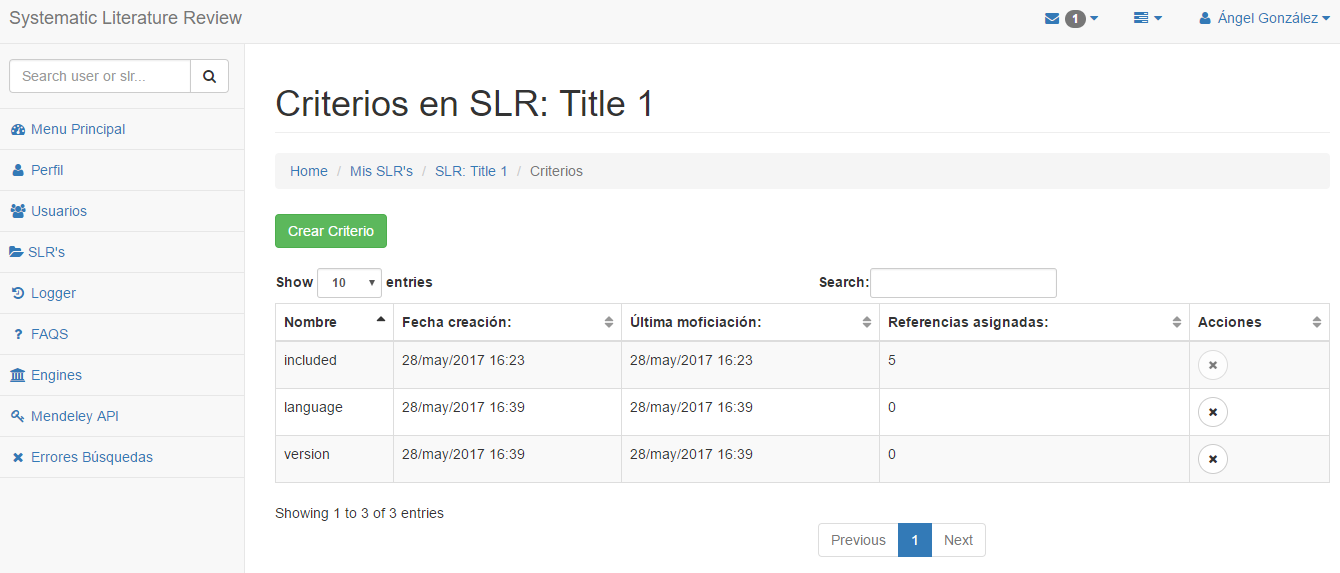 Systematic Literature Review
1
Ángel González
Search user or slr...
Menu Principal
Perfil
Usuarios
SLR's
Logger
? FAQS
Engines
Mendeley API
Errores Búsquedas
Criterios en SLR: Title 1
Home / Mis SLR's / SLR: Title 1 / Criterios
Crear Criterio
Show 10 entries
Search:
Nombre Fecha creación: Última moficiación: Referencias asignadas: Acciones
included 28/may/2017 16:23 28/may/2017 16:23 5
language 28/may/2017 16:39 28/may/2017 16:39 0
version 28/may/2017 16:39 28/may/2017 16:39 0
Showing 1 to 3 of 3 entries
Previous 1 Next